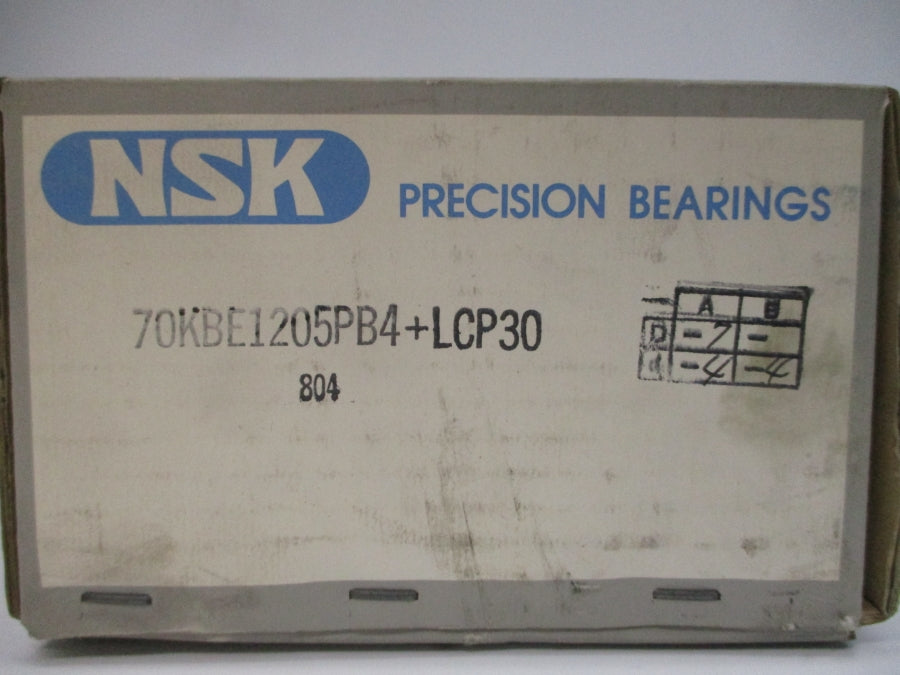 NSK
PRECISION BEARINGS
70KBE1205PB4+LCP30
804
A B
D -7 -
d -4 -4